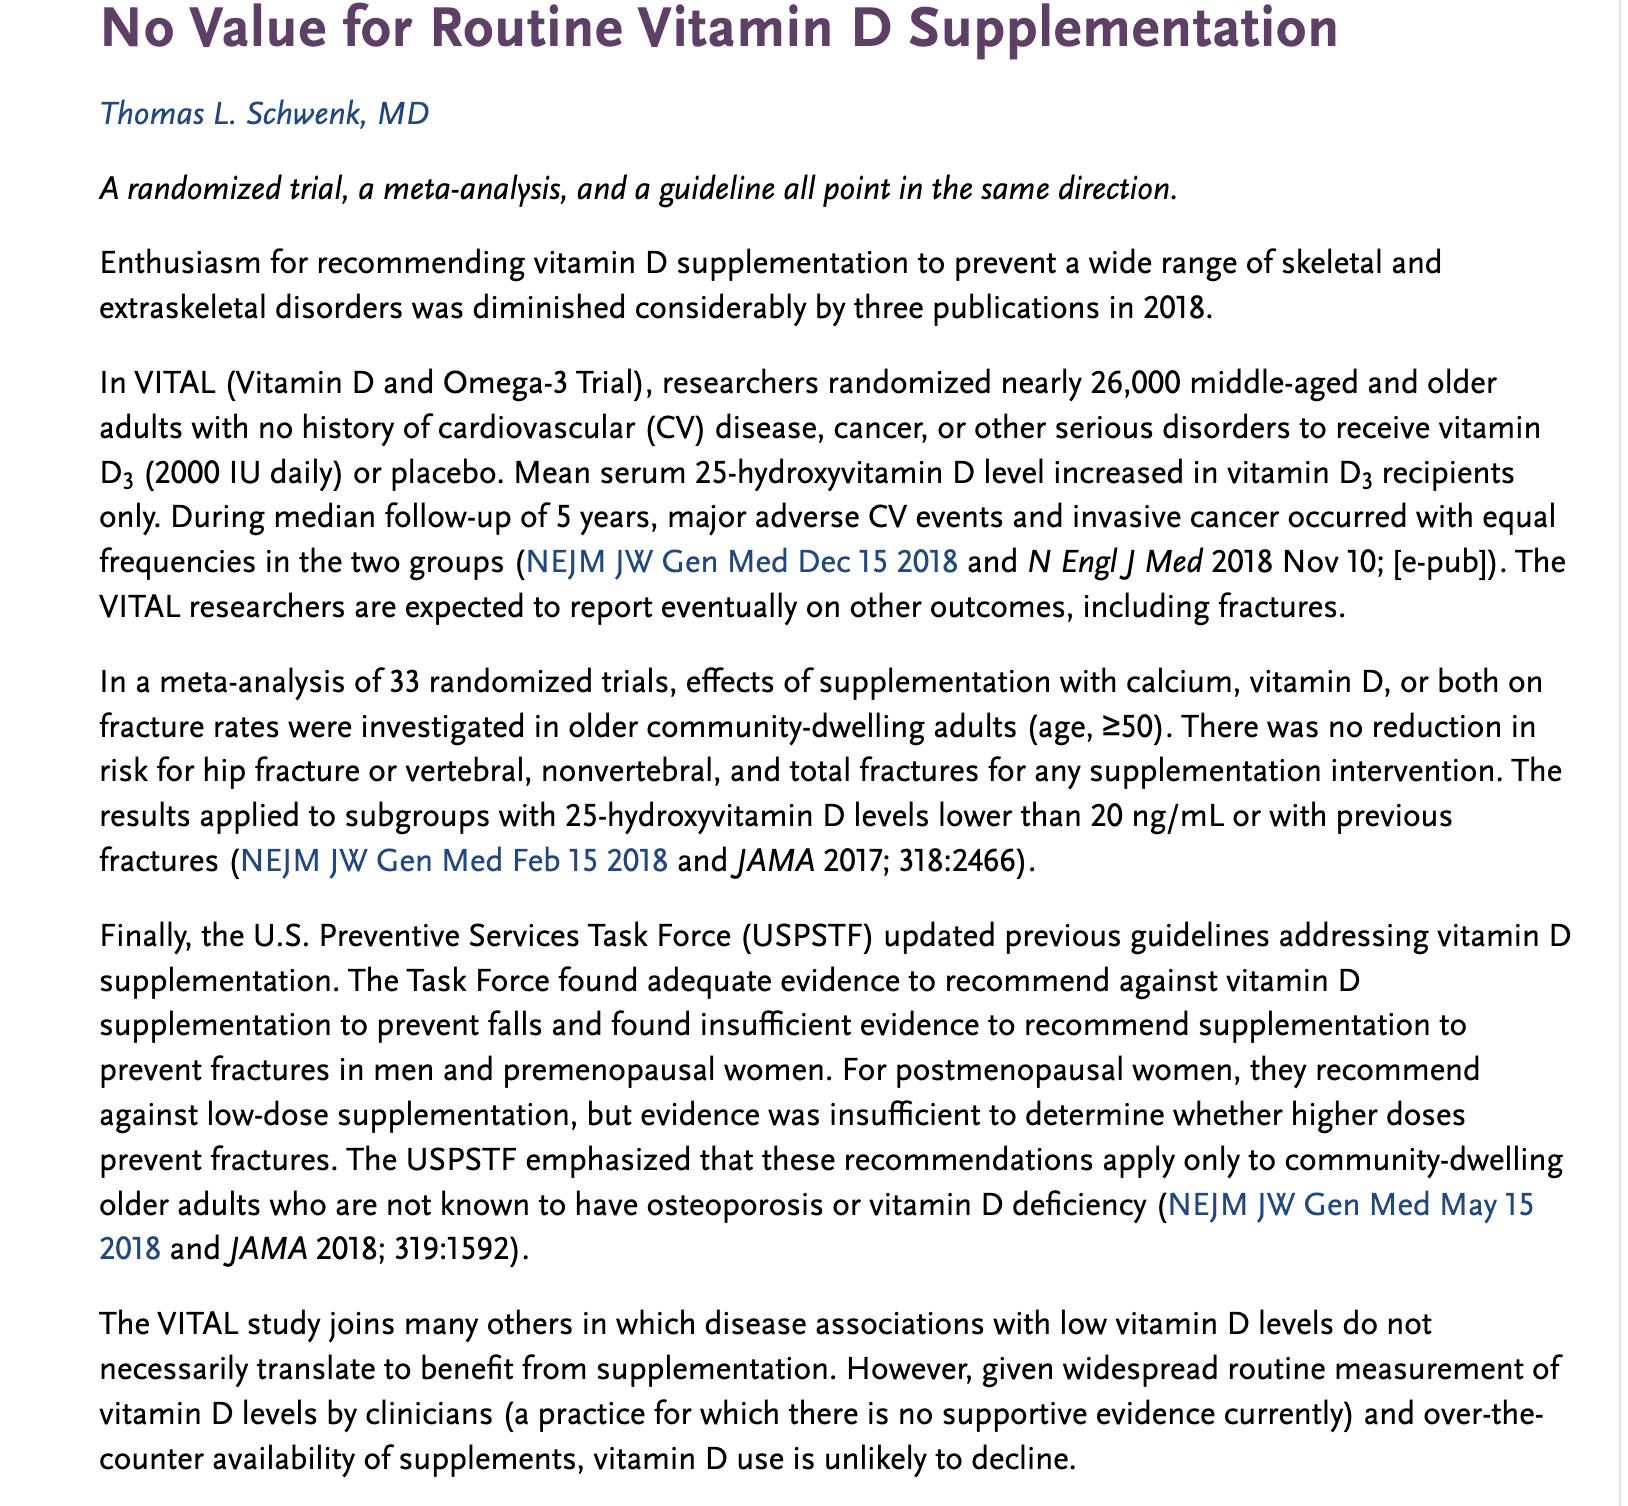 No Value for Routine Vitamin D Supplementation
Thomas L. Schwenk, MD
A randomized trial, a meta-analysis, and a guideline all point in the same direction.
Enthusiasm for recommending vitamin D supplementation to prevent a wide range of skeletal and
extraskeletal disorders was diminished considerably by three publications in 2018.
In VITAL (Vitamin D and Omega-3 Trial), researchers randomized nearly 26,000 middle-aged and older
adults with no history of cardiovascular (CV) disease, cancer, or other serious disorders to receive vitamin
D₃ (2000 IU daily) or placebo. Mean serum 25-hydroxyvitamin D level increased in vitamin D₃ recipients
only. During median follow-up of 5 years, major adverse CV events and invasive cancer occurred with equal
frequencies in the two groups (NEJM JW Gen Med Dec 15 2018 and N Engl J Med 2018 Nov 10; [e-pub]). The
VITAL researchers are expected to report eventually on other outcomes, including fractures.
In a meta-analysis of 33 randomized trials, effects of supplementation with calcium, vitamin D, or both on
fracture rates were investigated in older community-dwelling adults (age, ≥50). There was no reduction in
risk for hip fracture or vertebral, nonvertebral, and total fractures for any supplementation intervention. The
results applied to subgroups with 25-hydroxyvitamin D levels lower than 20 ng/mL or with previous
fractures (NEJM JW Gen Med Feb 15 2018 and JAMA 2017; 318:2466).
Finally, the U.S. Preventive Services Task Force (USPSTF) updated previous guidelines addressing vitamin D
supplementation. The Task Force found adequate evidence to recommend against vitamin D
supplementation to prevent falls and found insufficient evidence to recommend supplementation to
prevent fractures in men and premenopausal women. For postmenopausal women, they recommend
against low-dose supplementation, but evidence was insufficient to determine whether higher doses
prevent fractures. The USPSTF emphasized that these recommendations apply only to community-dwelling
older adults who are not known to have osteoporosis or vitamin D deficiency (NEJM JW Gen Med May 15
2018 and JAMA 2018; 319:1592).
The VITAL study joins many others in which disease associations with low vitamin D levels do not
necessarily translate to benefit from supplementation. However, given widespread routine measurement of
vitamin D levels by clinicians (a practice for which there is no supportive evidence currently) and over-the-
counter availability of supplements, vitamin D use is unlikely to decline.